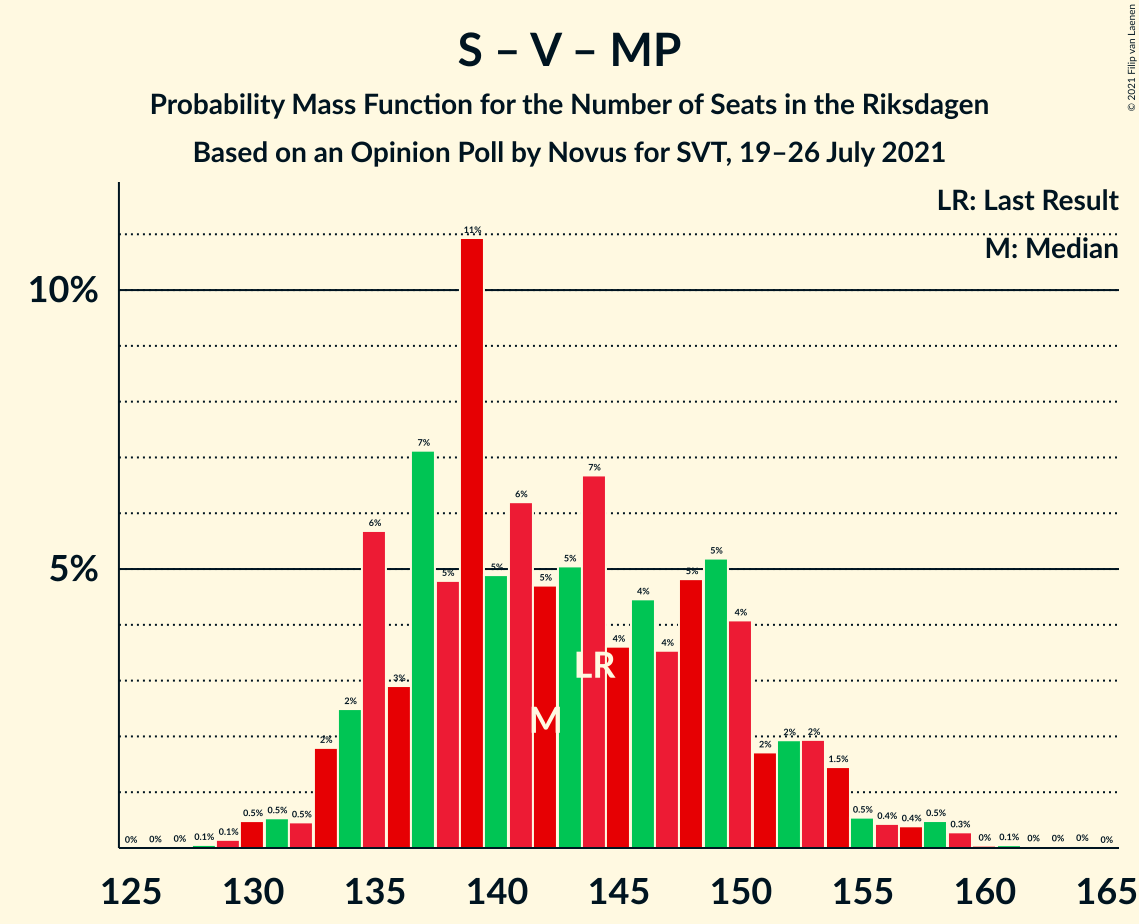 S – V – MP
Probability Mass Function for the Number of Seats in the Riksdagen
Based on an Opinion Poll by Novus for SVT, 19–26 July 2021
© 2021 Filip van Laenen
LR: Last Result
M: Median
10%
5%
0% 0% 0% 0.1% 0.1% 0.5% 0.5% 0.5% 2% 2% 6% 3% 7% 5% 11% 5% 6% 5% 5% 7% 4% 4% 4% 5% 5% 4% 2% 2% 2% 1.5% 0.5% 0.4% 0.4% 0.5% 0.3% 0% 0.1% 0% 0% 0% 0%
LR
M
125 130 135 140 145 150 155 160 165